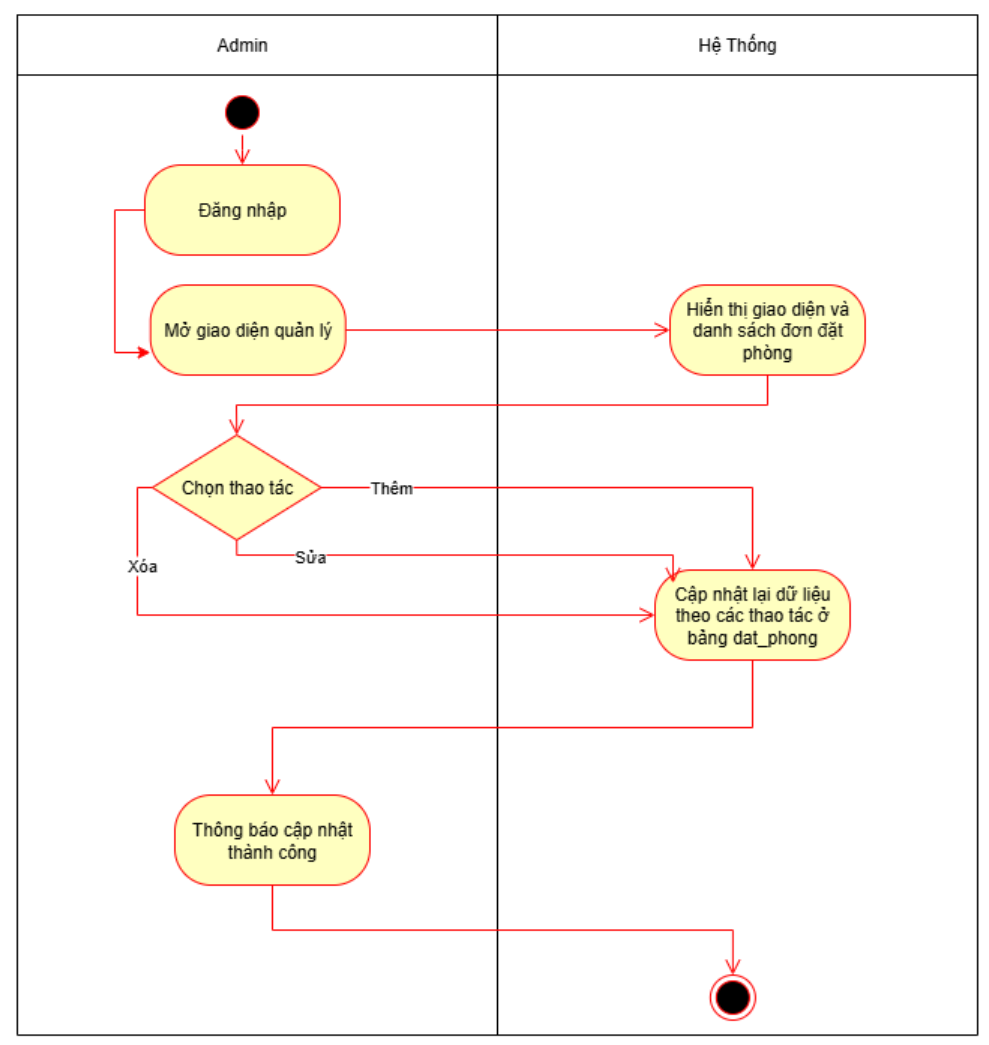 Admin
Hệ Thống
Đăng nhập
Mở giao diện quản lý
Hiển thị giao diện và
danh sách đơn đặt
phòng
Chọn thao tác
Thêm
Sửa
Xóa
Cập nhật lại dữ liệu
theo các thao tác ở
bảng dat_phong
Thông báo cập nhật
thành công